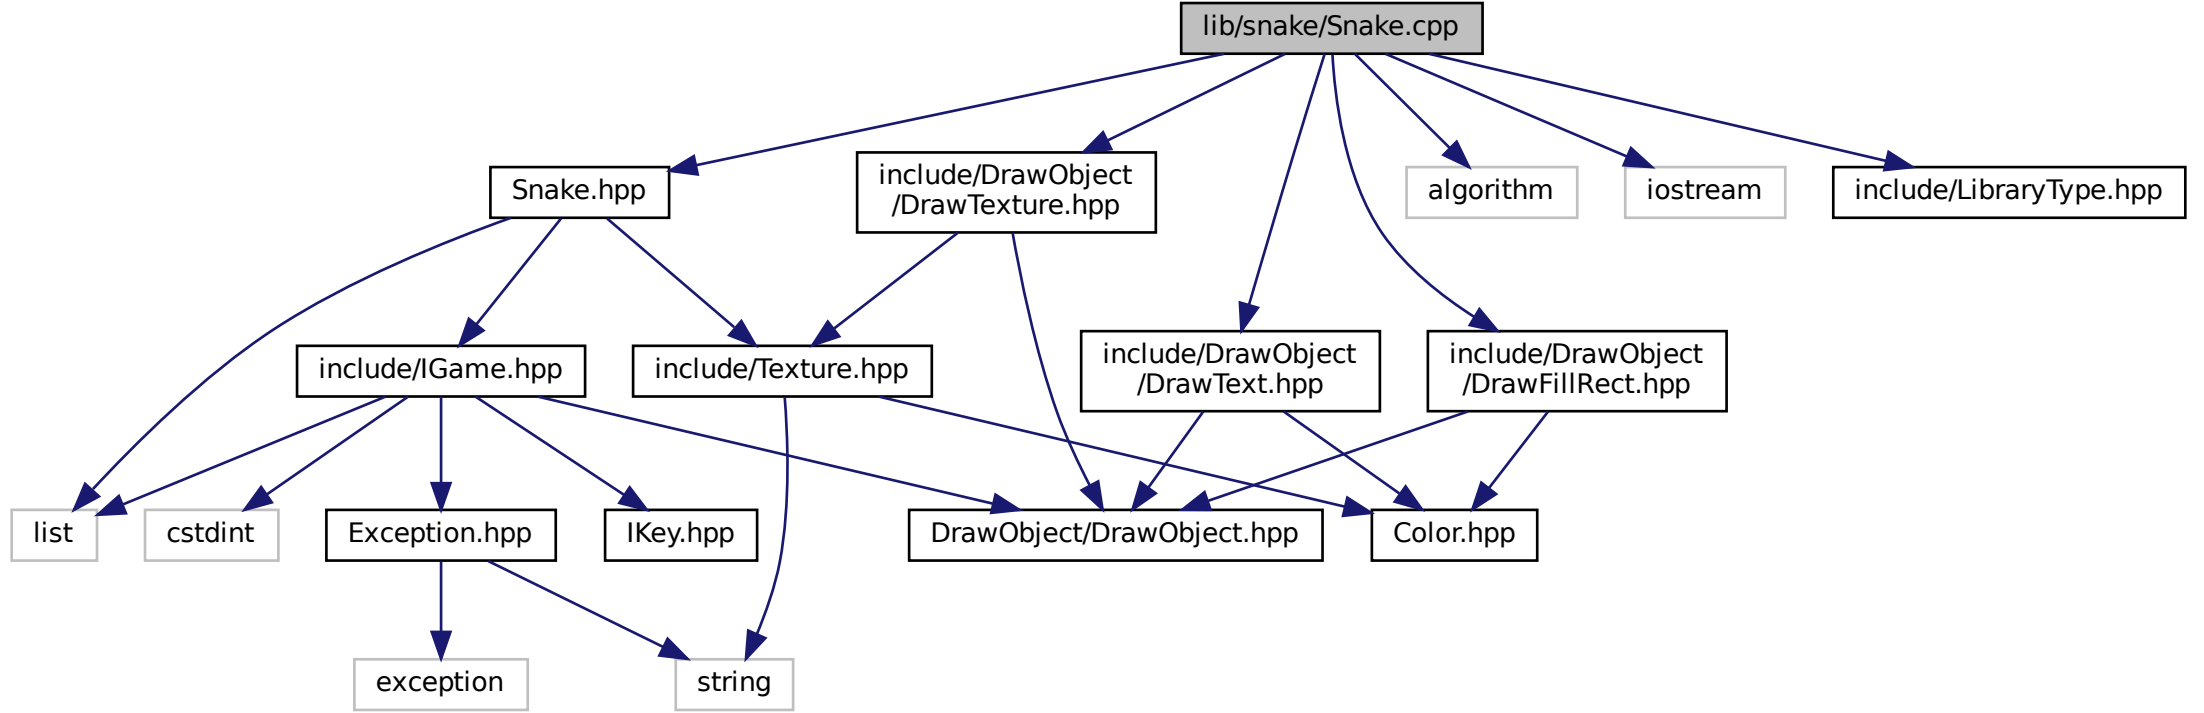 lib/snake/Snake.cpp
Snake.hpp
include/DrawObject
/DrawTexture.hpp
algorithm
iostream
include/LibraryType.hpp
include/IGame.hpp
include/Texture.hpp
include/DrawObject
/DrawText.hpp
include/DrawObject
/DrawFillRect.hpp
list
cstdint
Exception.hpp
IKey.hpp
DrawObject/DrawObject.hpp
Color.hpp
exception
string